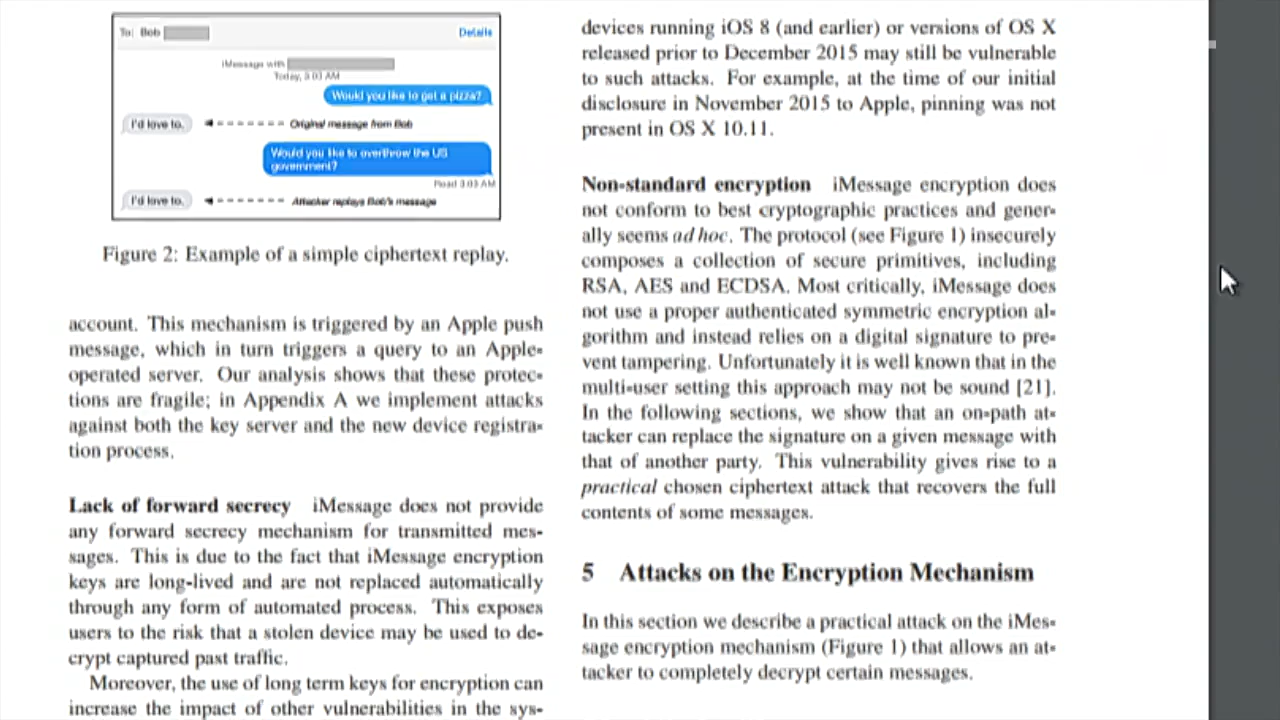 To: Bob
Details
iMessage with
Today, 3:03 AM
Would you like to get a pizza?
I'd love to.
Original message from Bob
Would you like to overthrow the US
government?
Read 3:03 AM
I'd love to.
Attacker replays Bob's message
Figure 2: Example of a simple ciphertext replay.
account. This mechanism is triggered by an Apple push
message, which in turn triggers a query to an Apple-
operated server. Our analysis shows that these protec-
tions are fragile; in Appendix A we implement attacks
against both the key server and the new device registra-
tion process.
Lack of forward secrecy iMessage does not provide
any forward secrecy mechanism for transmitted mes-
sages. This is due to the fact that iMessage encryption
keys are long-lived and are not replaced automatically
through any form of automated process. This exposes
users to the risk that a stolen device may be used to de-
crypt captured past traffic.
Moreover, the use of long term keys for encryption can
increase the impact of other vulnerabilities in the sys-
devices running iOS 8 (and earlier) or versions of OS X
released prior to December 2015 may still be vulnerable
to such attacks. For example, at the time of our initial
disclosure in November 2015 to Apple, pinning was not
present in OS X 10.11.
Non-standard encryption iMessage encryption does
not conform to best cryptographic practices and gener-
ally seems ad hoc. The protocol (see Figure 1) insecurely
composes a collection of secure primitives, including
RSA, AES and ECDSA. Most critically, iMessage does
not use a proper authenticated symmetric encryption al-
gorithm and instead relies on a digital signature to pre-
vent tampering. Unfortunately it is well known that in the
multi-user setting this approach may not be sound [21].
In the following sections, we show that an on-path at-
tacker can replace the signature on a given message with
that of another party. This vulnerability gives rise to a
practical chosen ciphertext attack that recovers the full
contents of some messages.
5 Attacks on the Encryption Mechanism
In this section we describe a practical attack on the iMes-
sage encryption mechanism (Figure 1) that allows an at-
tacker to completely decrypt certain messages.